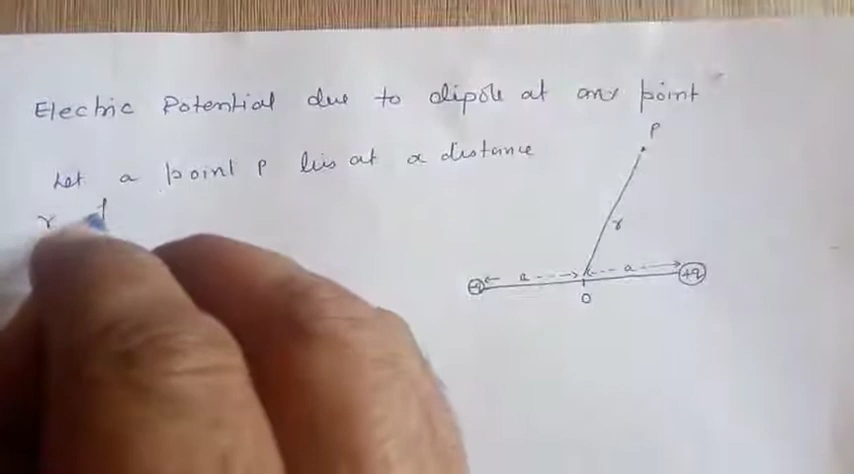 Electric Potential due to dipole at any point
Let a point P lies at a distance
r f
P
r
-q a a +q
O